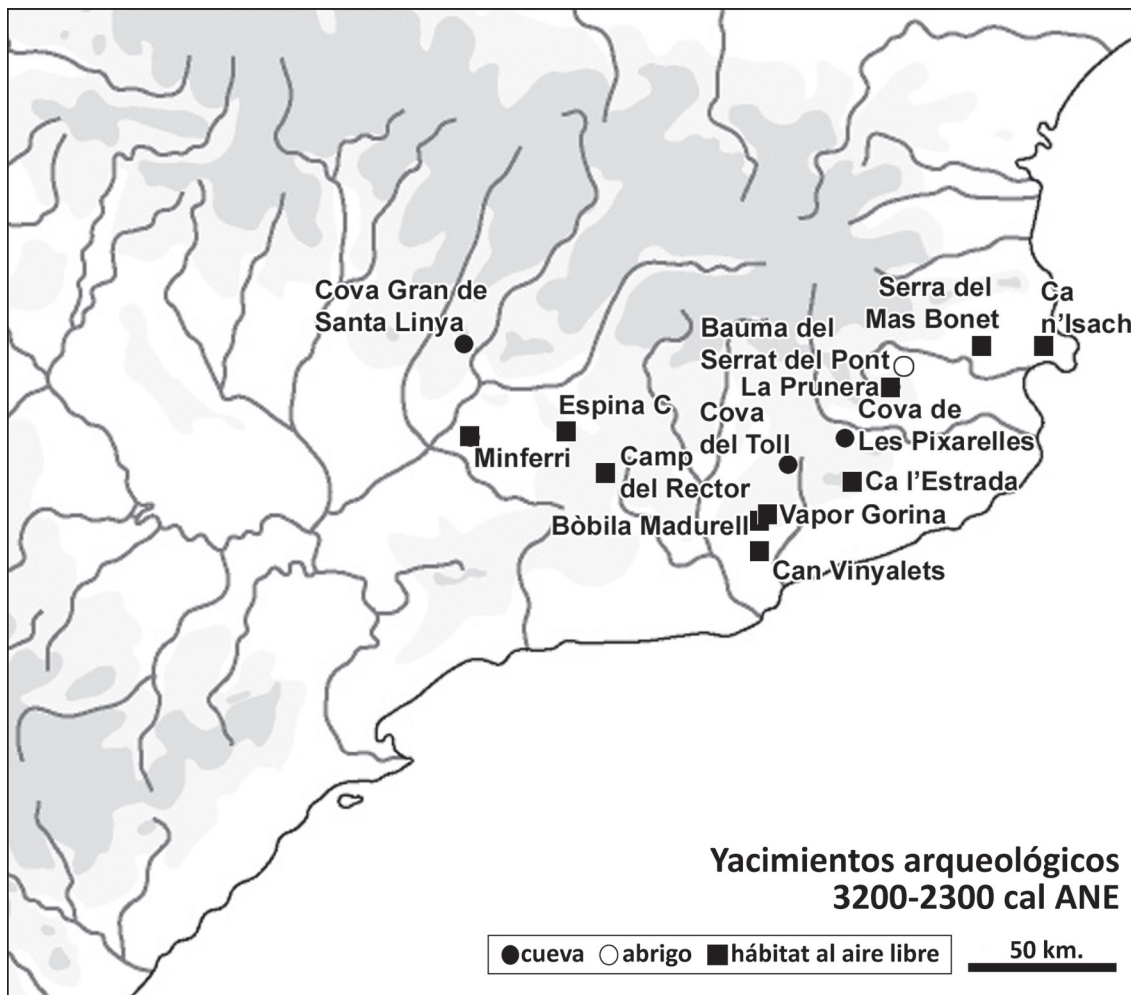 Cova Gran de
Santa Linya
Serra del
Mas Bonet
Ca
n'Isach
Bauma del
Serrat del Pont
La Prunera
Cova de
Les Pixarelles
Espina C
Cova
del Toll
Minferri
Camp
del Rector
Ca l'Estrada
Bòbila Madurell
Vapor Gorina
Can Vinyalets
Yacimientos arqueológicos
3200-2300 cal ANE
cueva abrigo hábitat al aire libre
50 km.